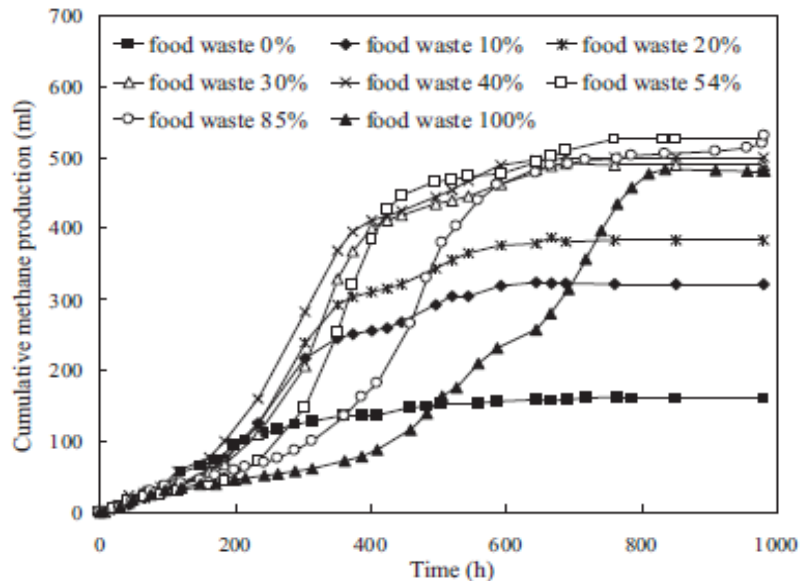 700
600
500
400
300
200
100
0
Cumulative methane production (ml)
food waste 0% food waste 10% food waste 20%
food waste 30% food waste 40% food waste 54%
food waste 85% food waste 100%
0 200 400 600 800 1000
Time (h)